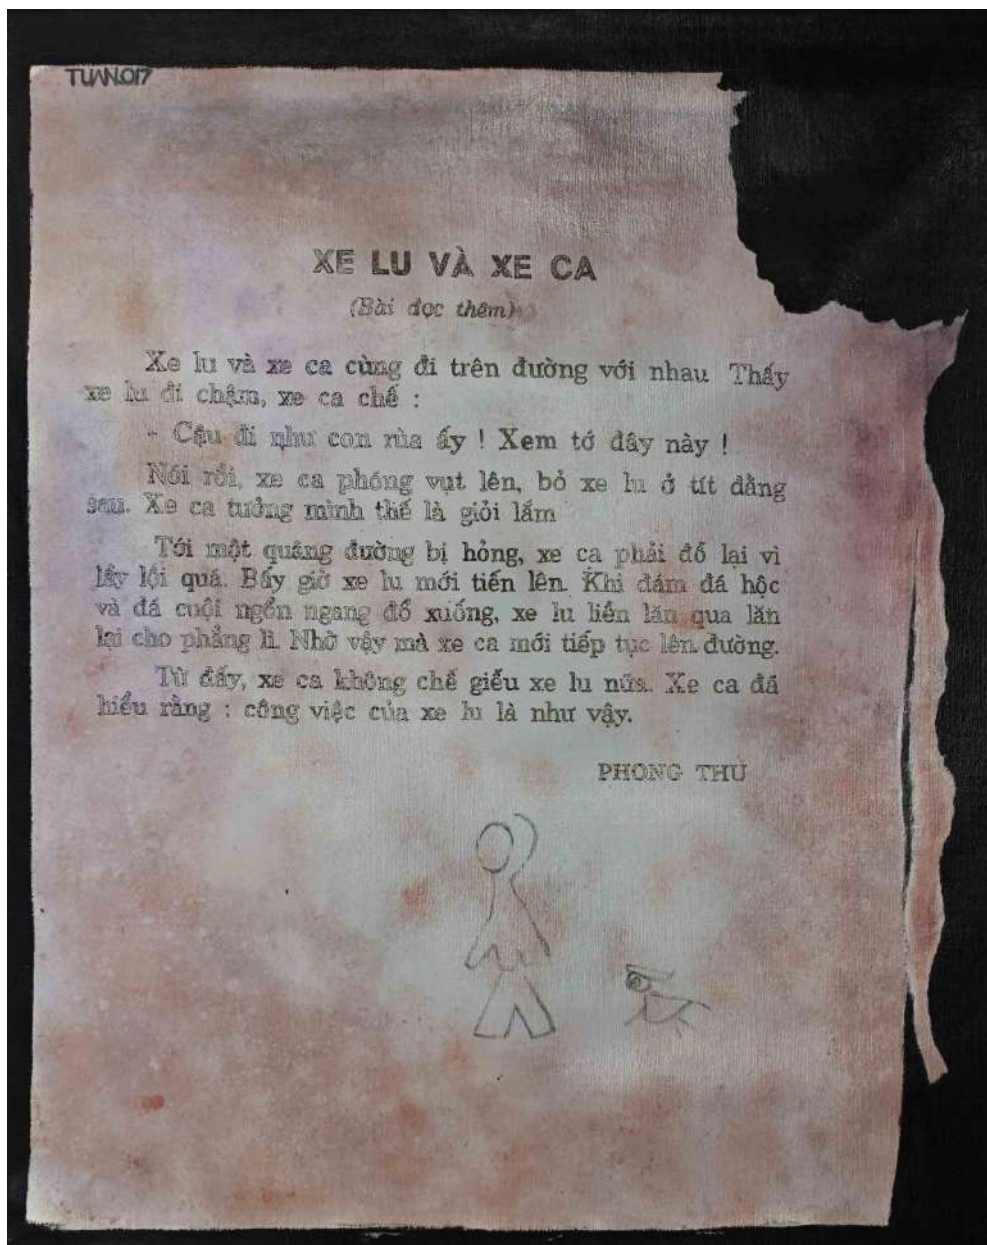 TUAN.017
XE LU VÀ XE CA
(Bài đọc thêm)
Xe lu và xe ca cùng đi trên đường với nhau Thấy
xe lu đi chậm, xe ca chế :
- Cậu đi như con rùa ấy ! Xem tớ đây này !
Nói rồi, xe ca phóng vụt lên, bỏ xe lu ở tít đằng
sau. Xe ca tưởng mình thế là giỏi lắm
Tới một quãng đường bị hỏng, xe ca phải đỗ lại vì
lầy lội quá. Bấy giờ xe lu mới tiến lên. Khi đám đá hộc
và đá cuội ngổn ngang đổ xuống, xe lu liền lăn qua lăn
lại cho phẳng lì. Nhờ vậy mà xe ca mới tiếp tục lên đường.
Từ đấy, xe ca không chế giễu xe lu nữa. Xe ca đã
hiểu rằng : công việc của xe lu là như vậy.
PHONG THU